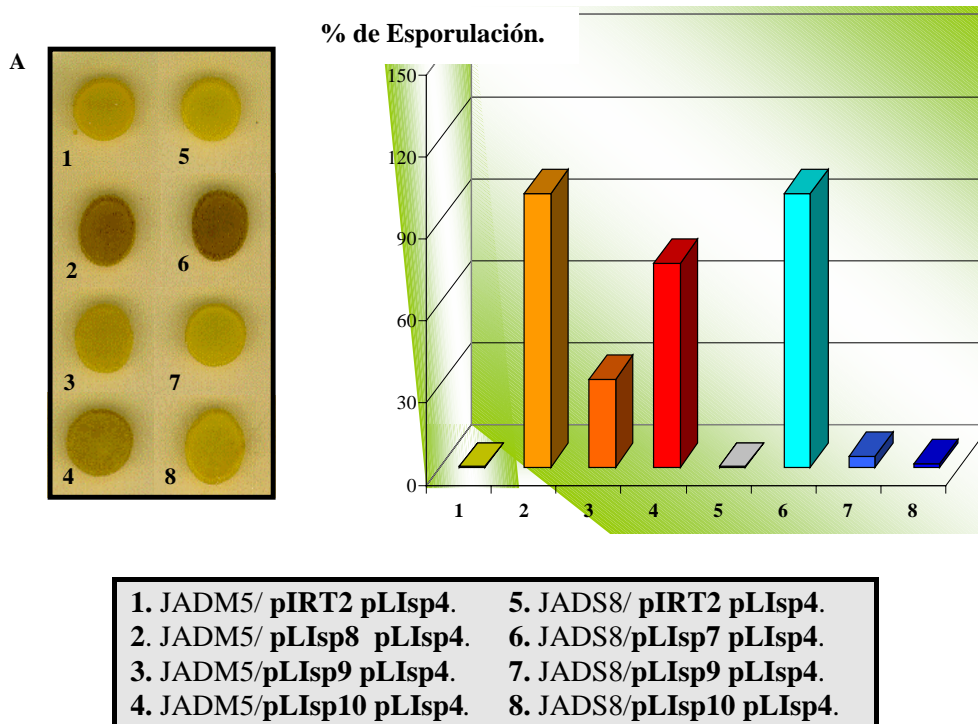 % de Esporulación.
A
1
5
2
6
3
7
4
8
150
120
90
60
30
0
1 2 3 4 5 6 7 8
1. JADM5/ pIRT2 pLIsp4.
2. JADM5/ pLIsp8 pLIsp4.
3. JADM5/pLIsp9 pLIsp4.
4. JADM5/pLIsp10 pLIsp4.
5. JADS8/ pIRT2 pLIsp4.
6. JADS8/pLIsp7 pLIsp4.
7. JADS8/pLIsp9 pLIsp4.
8. JADS8/pLIsp10 pLIsp4.